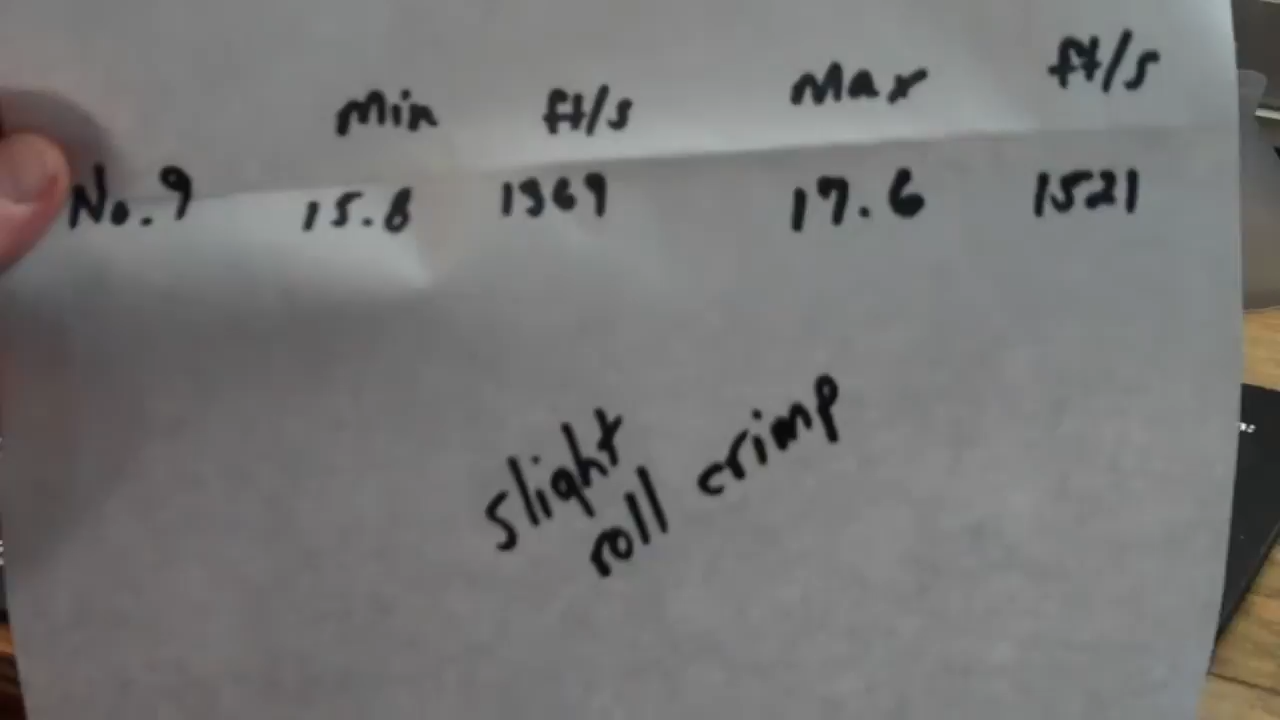 Min ft/s Max ft/s
No. 9 15.6 1369 17.6 1521
slight
roll crimp